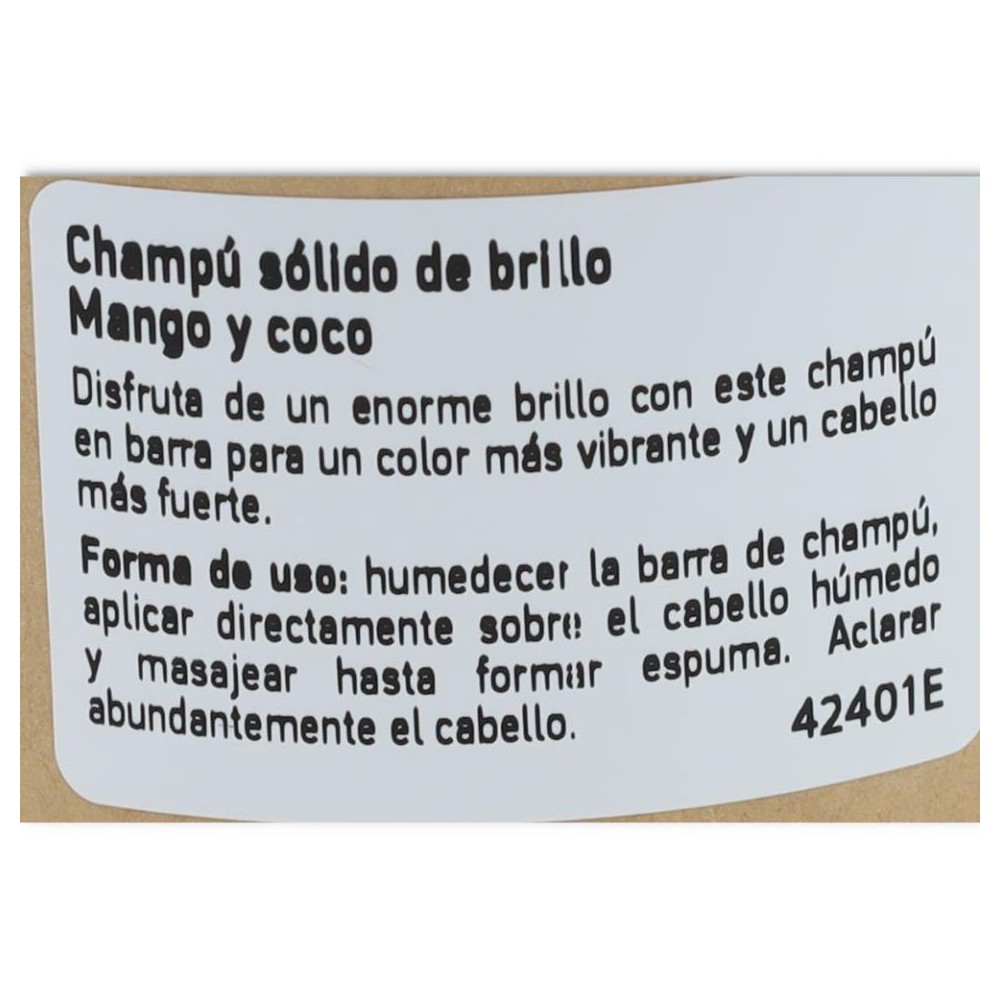 Champú sólido de brillo
Mango y coco
Disfruta de un enorme brillo con este champú
en barra para un color más vibrante y un cabello
más fuerte.
Forma de uso: humedecer la barra de champú,
aplicar directamente sobre el cabello húmedo
y masajear hasta formar espuma. Aclarar
abundantemente el cabello.
42401E